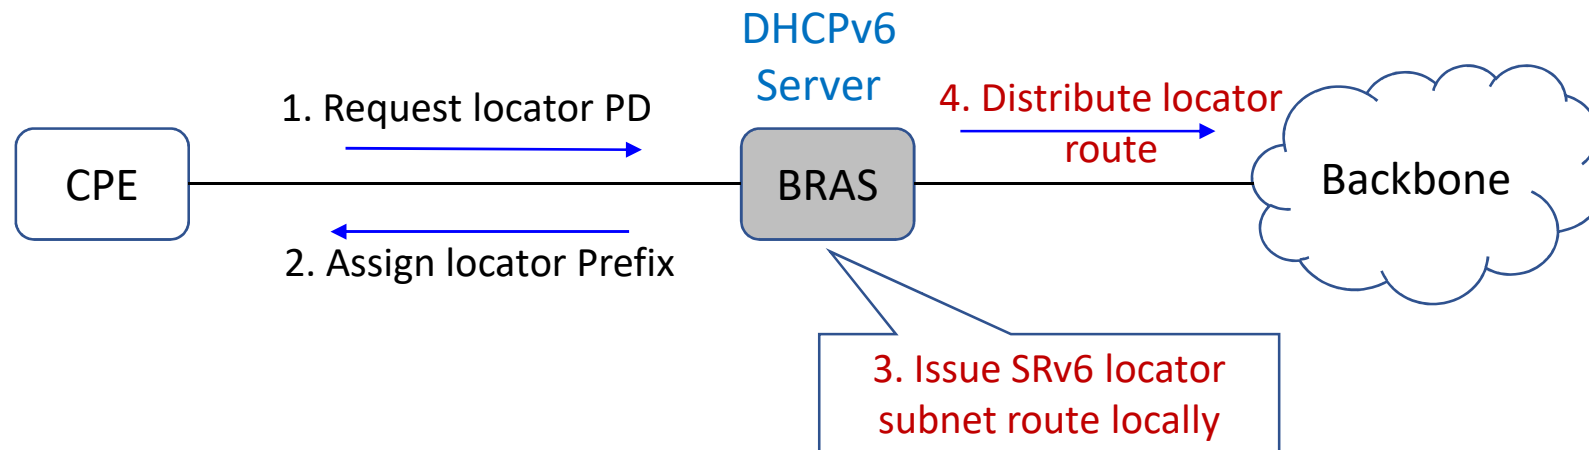 DHCPv6
Server
1. Request locator PD
4. Distribute locator
route
CPE
BRAS
Backbone
2. Assign locator Prefix
3. Issue SRv6 locator
subnet route locally